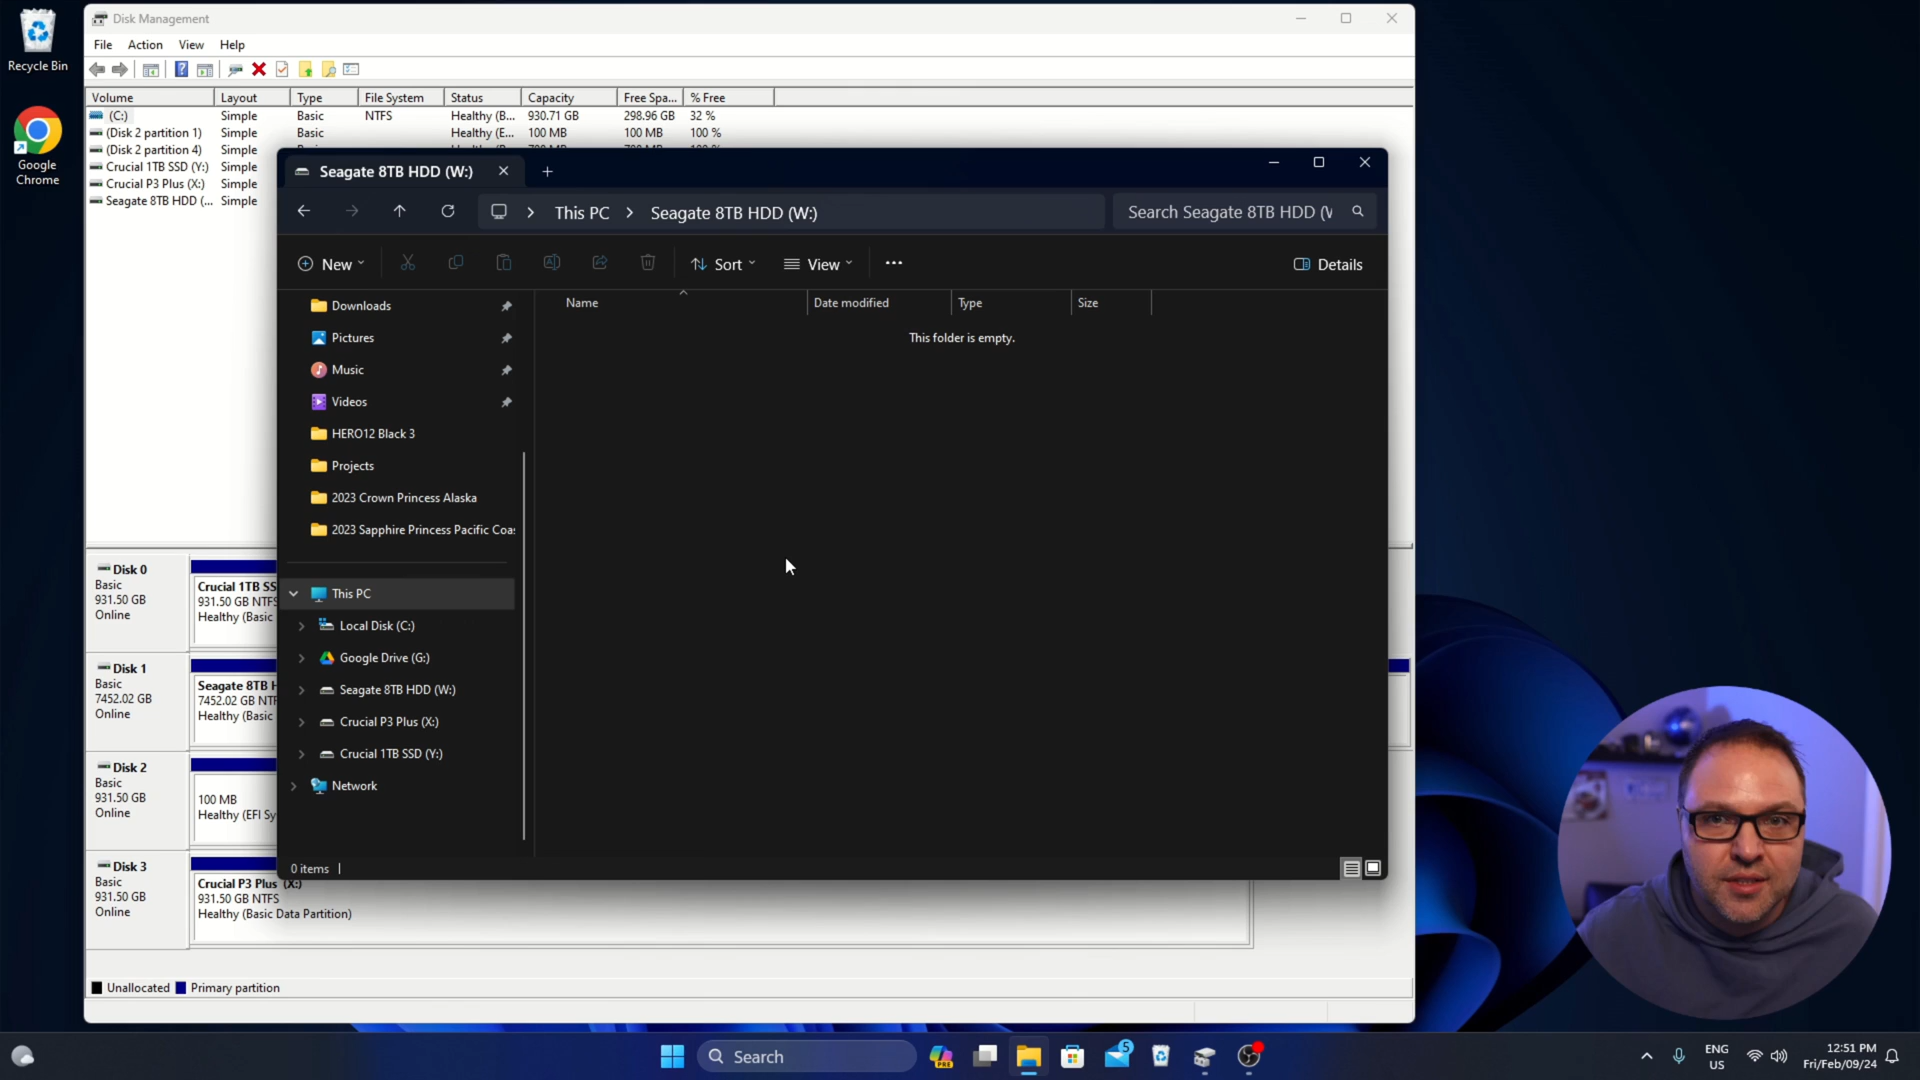 Recycle Bin
Google
Chrome
Disk Management
File Action View Help
Volume Layout Type File System Status Capacity Free Spa... % Free
(C:) Simple Basic NTFS Healthy (B... 930.71 GB 298.96 GB 32 %
(Disk 2 partition 1) Simple Basic Healthy (E... 100 MB 100 MB 100 %
(Disk 2 partition 4) Simple
Crucial 1TB SSD (Y:) Simple
Crucial P3 Plus (X:) Simple
Seagate 8TB HDD (... Simple
Seagate 8TB HDD (W:)
This PC > Seagate 8TB HDD (W:)
Search Seagate 8TB HDD (W
New Sort View ... Details
Name Date modified Type Size
This folder is empty.
Downloads
Pictures
Music
Videos
HERO12 Black 3
Projects
2023 Crown Princess Alaska
2023 Sapphire Princess Pacific Coas
This PC
Local Disk (C:)
Google Drive (G:)
Seagate 8TB HDD (W:)
Crucial P3 Plus (X:)
Crucial 1TB SSD (Y:)
Network
0 items
Disk 0
Basic
931.50 GB
Online
Crucial 1TB SS
931.50 GB NTFS
Healthy (Basic
Disk 1
Basic
7452.02 GB
Online
Seagate 8TB H
7452.02 GB NTF
Healthy (Basic
Disk 2
Basic
931.50 GB
Online
100 MB
Healthy (EFI Sy
Disk 3
Basic
931.50 GB
Online
Crucial P3 Plus (X:)
931.50 GB NTFS
Healthy (Basic Data Partition)
Unallocated Primary partition
Search
PRE
5
ENG
US
12:51 PM
Fri/Feb/09/24